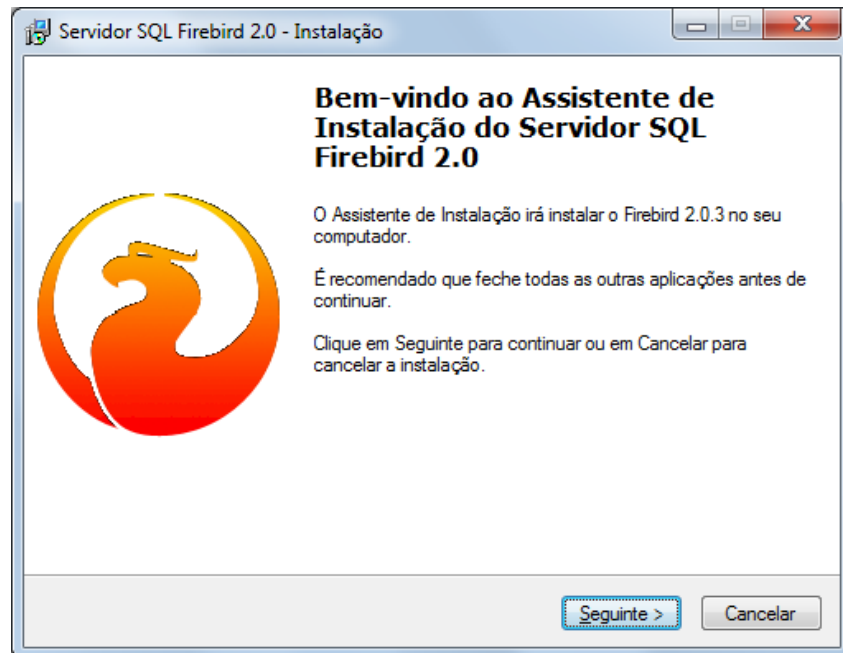 Servidor SQL Firebird 2.0 - Instalação
Bem-vindo ao Assistente de
Instalação do Servidor SQL
Firebird 2.0
O Assistente de Instalação irá instalar o Firebird 2.0.3 no seu
computador.
É recomendado que feche todas as outras aplicações antes de
continuar.
Clique em Seguinte para continuar ou em Cancelar para
cancelar a instalação.
Seguinte >
Cancelar